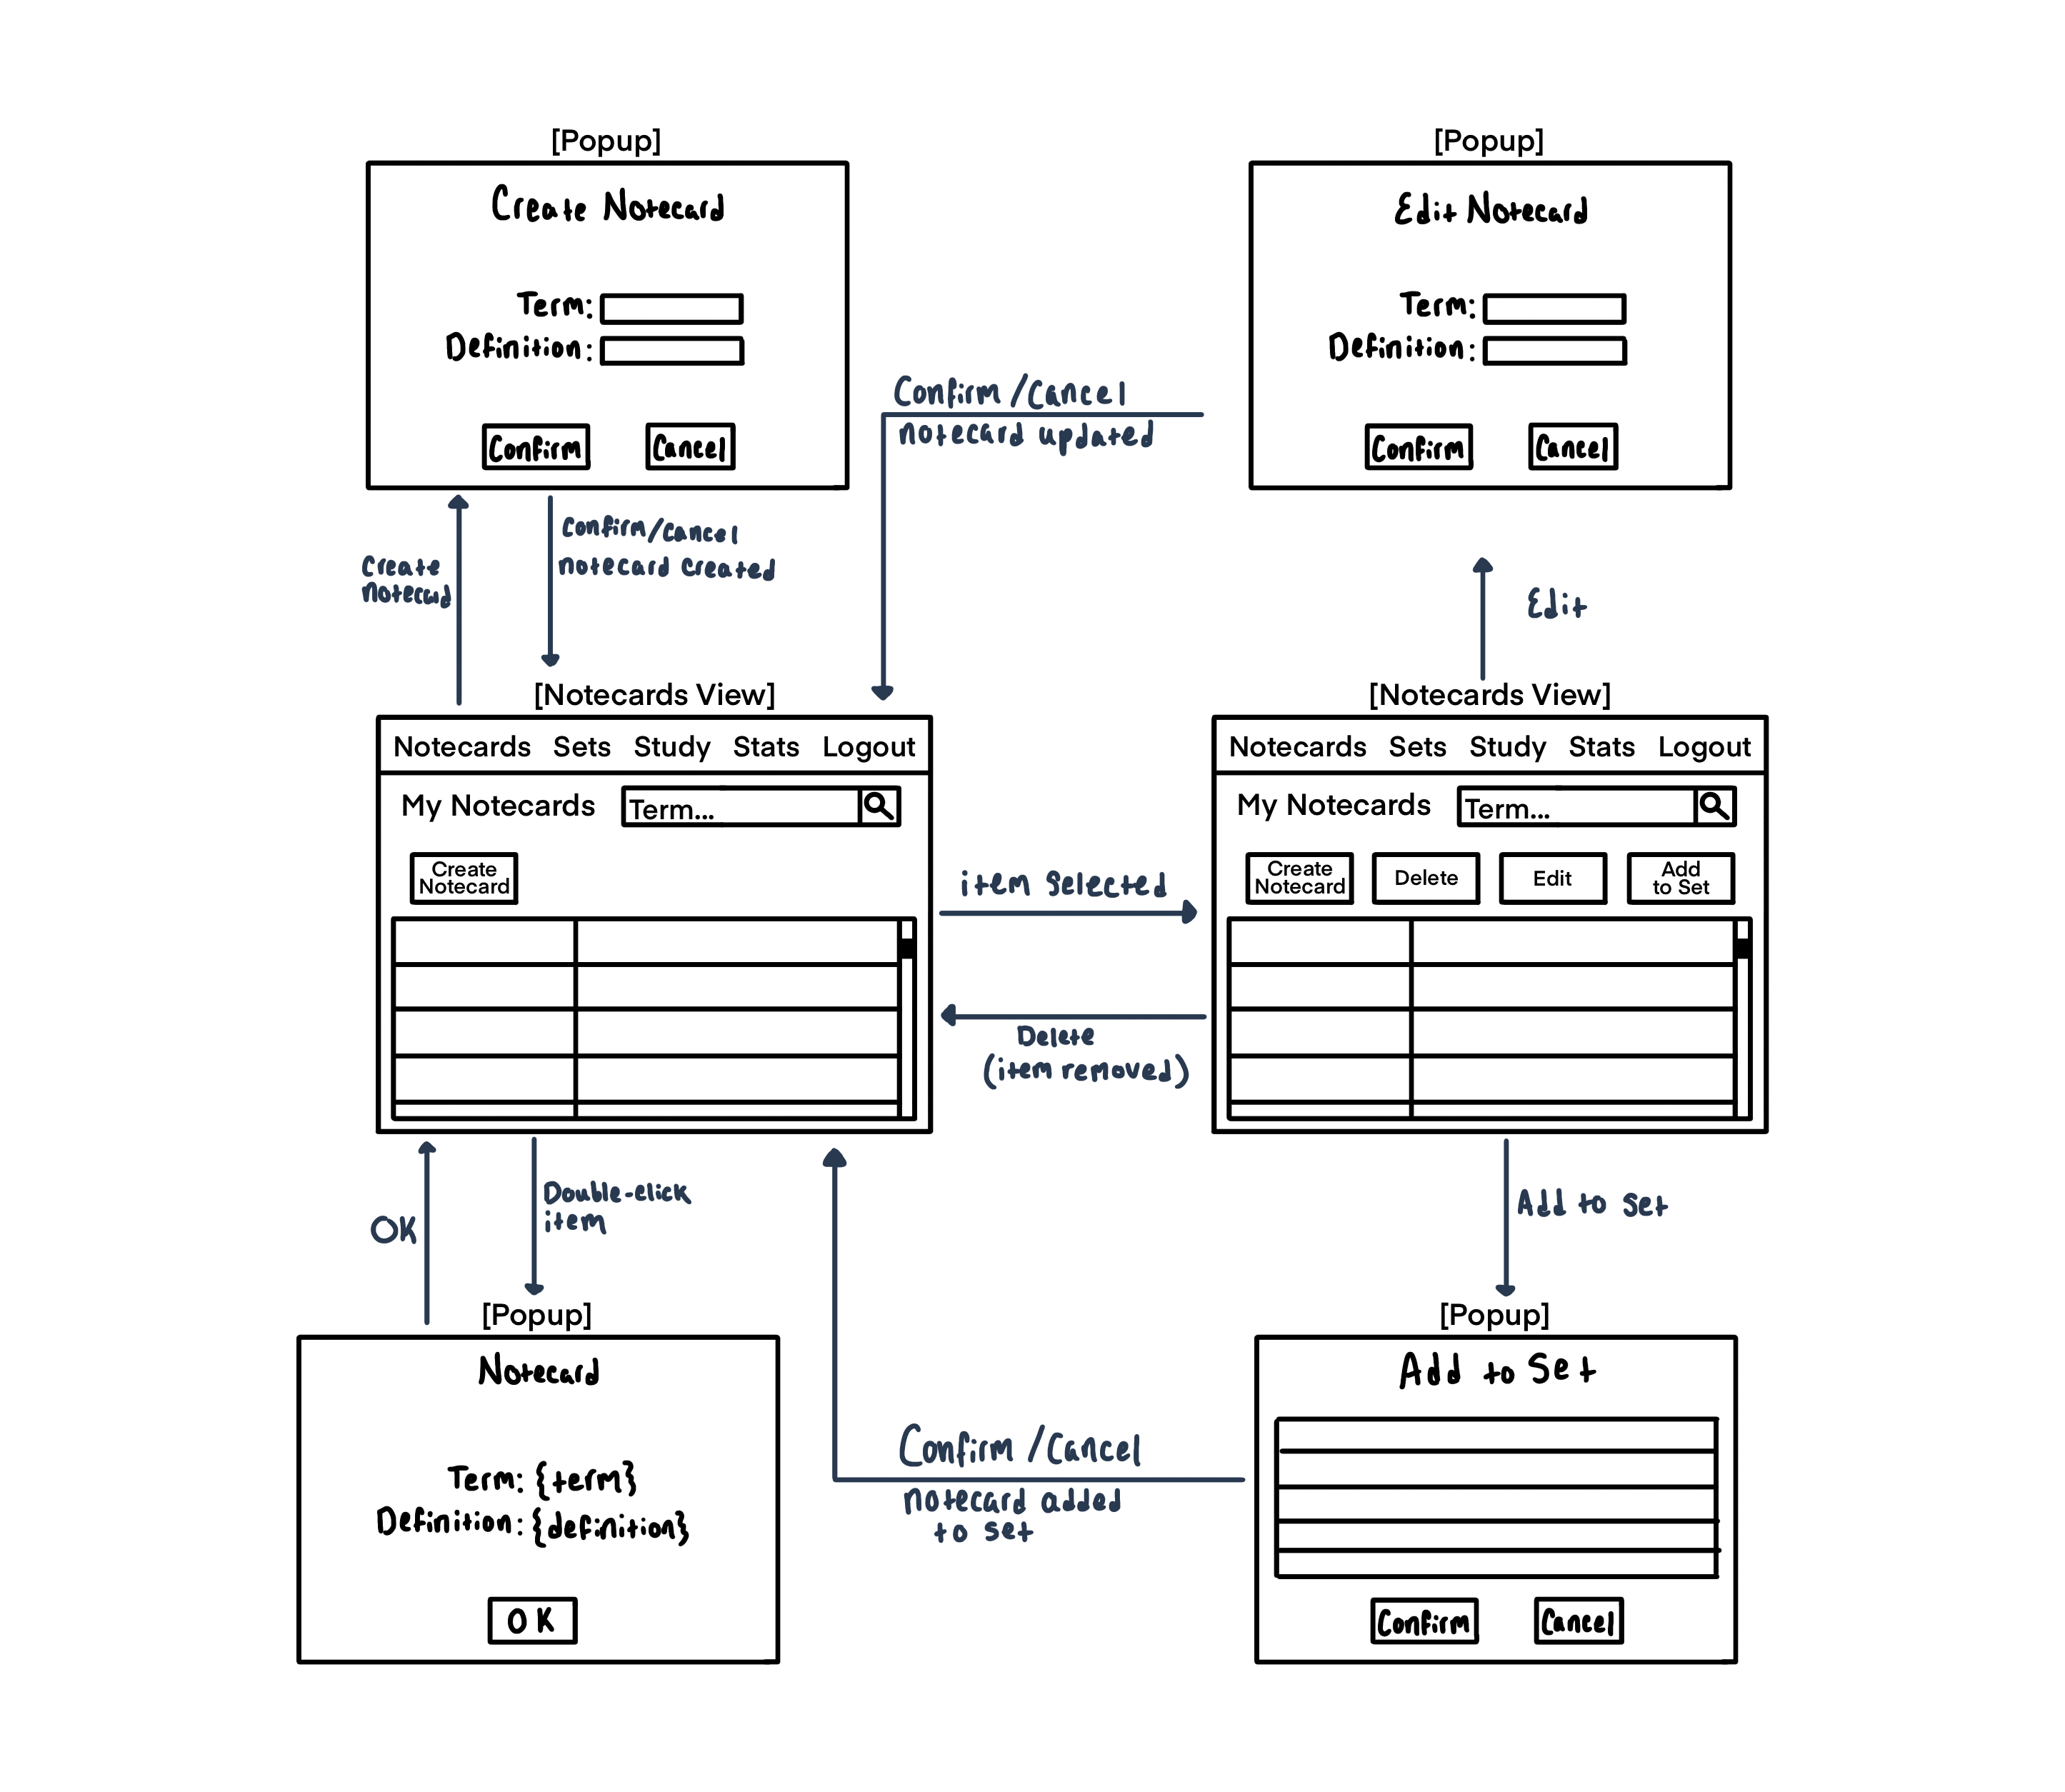 [Popup]
Create Notecard
Term:
Definition:
Confirm Cancel
[Popup]
Edit Notecard
Term:
Definition:
Confirm Cancel
Confirm/Cancel
notecard updated
Create
notecard
Confirm/Cancel
notecard created
Edit
[Notecards View]
Notecards Sets Study Stats Logout
My Notecards Term...
Create
Notecard
[Notecards View]
Notecards Sets Study Stats Logout
My Notecards Term...
Create
Notecard
Delete
Edit
Add
to Set
item selected
Delete
(item removed)
OK
Double-click
item
Add to set
[Popup]
Notecard
Term: {term}
Definition: {definition}
OK
Confirm/Cancel
notecard added
to set
[Popup]
Add to Set
Confirm Cancel